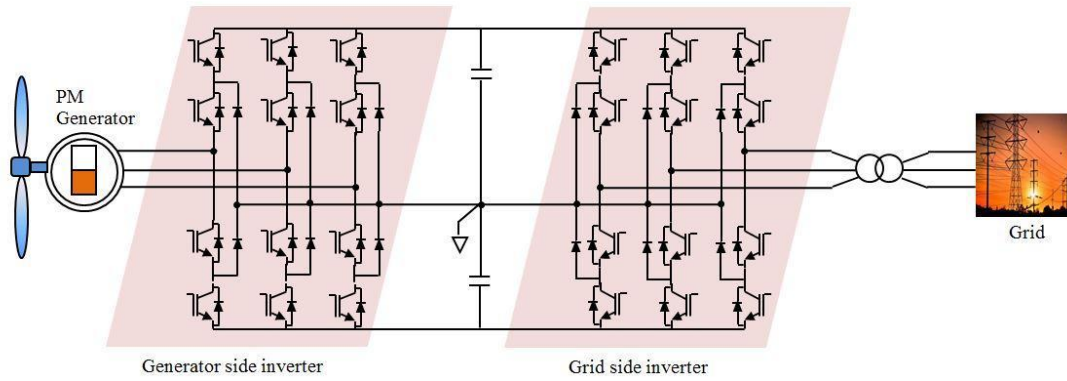 PM
Generator
Grid
Generator side inverter
Grid side inverter